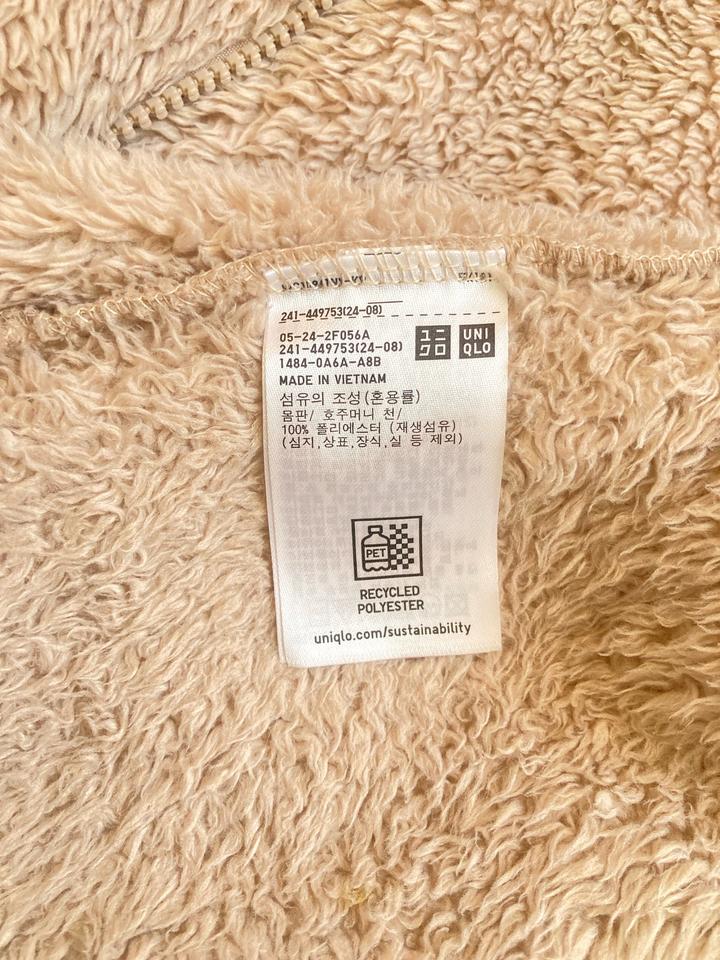 241-449753(24-08)
05-24-2F056A
241-449753(24-08)
1484-0A6A-A8B
ユニ
クロ
UNI
QLO
MADE IN VIETNAM
섬유의 조성(혼용률)
몸판/ 호주머니 천/
100% 폴리에스터 (재생섬유)
(심지,상표,장식,실 등 제외)
PET
RECYCLED
POLYESTER
uniqlo.com/sustainability